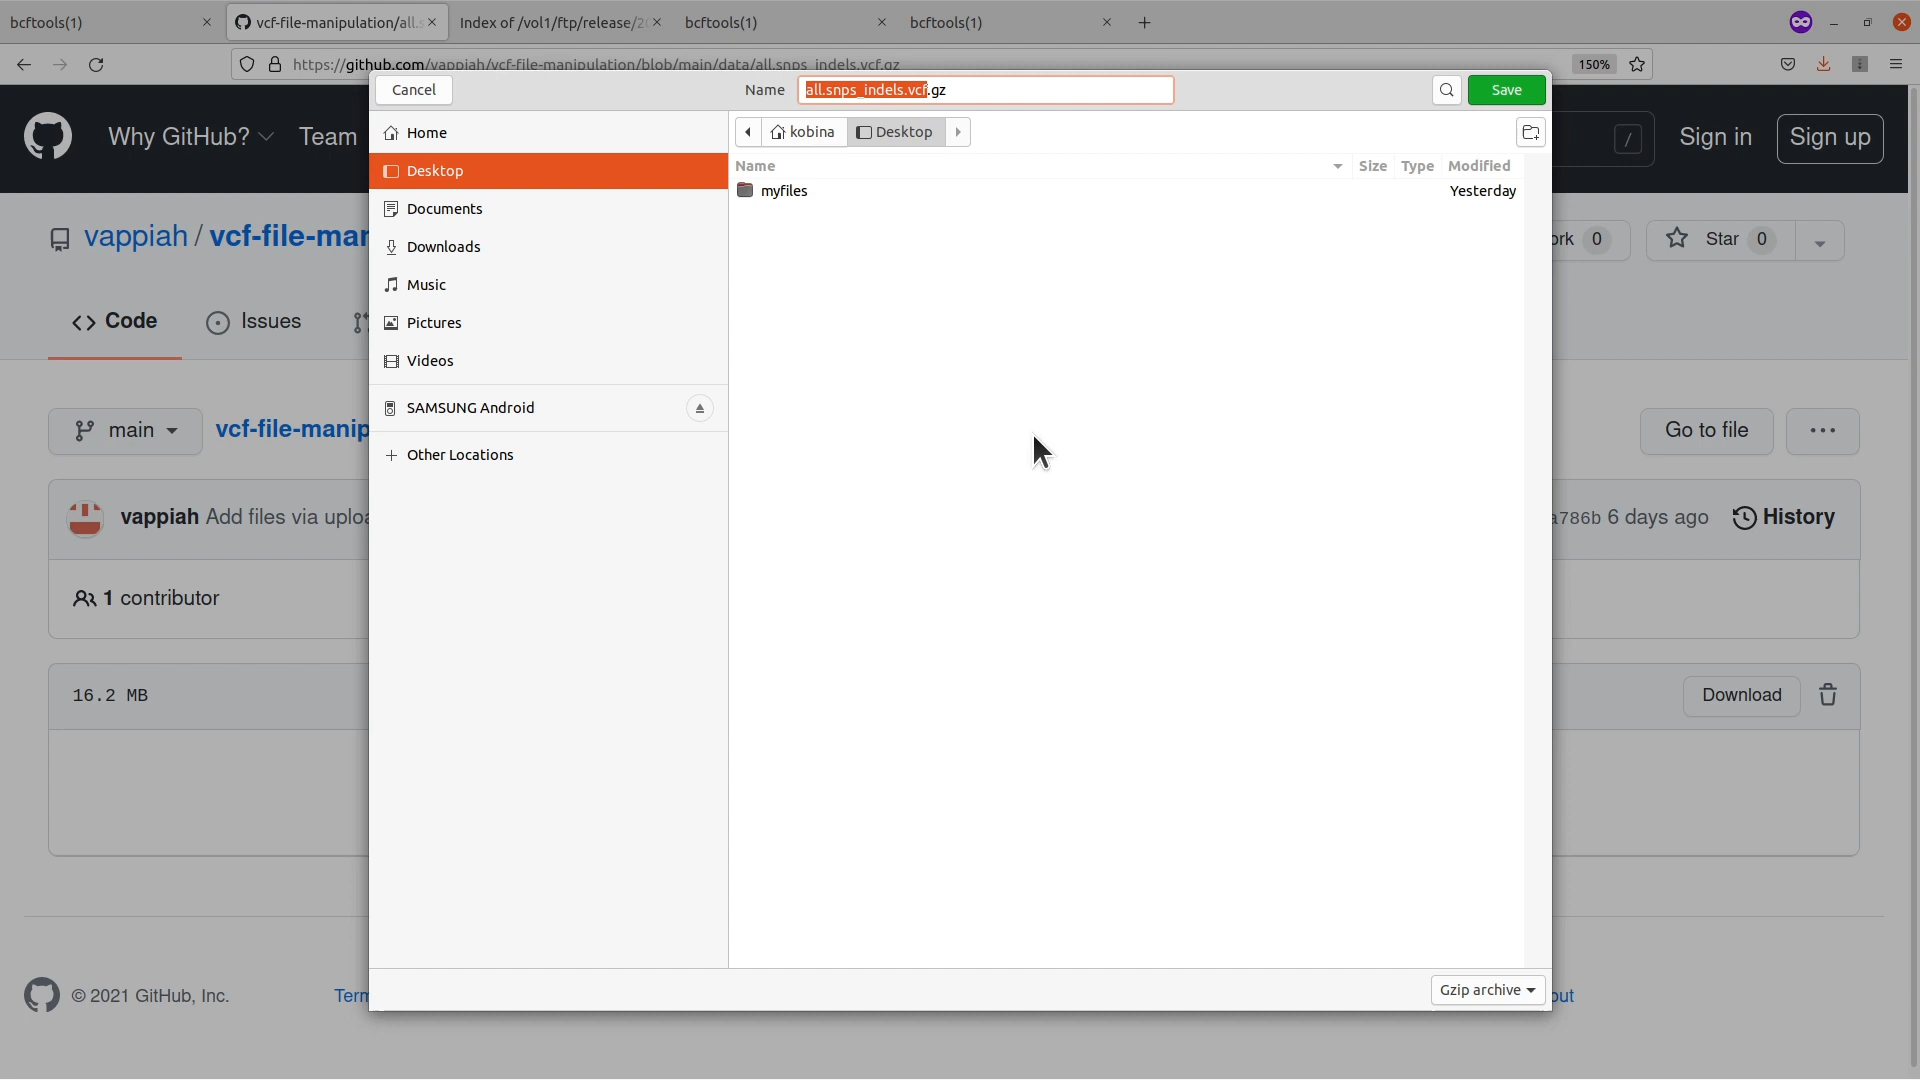 bcftools(1)
vcf-file-manipulation/all.s
Index of /vol1/ftp/release/20
bcftools(1)
bcftools(1)
https://github.com/vappiah/vcf-file-manipulation/blob/main/data/all.snps_indels.vcf.gz
150%
Cancel
Name
all.snps_indels.vcf.gz
Save
Why GitHub?
Team
/
Sign in
Sign up
Home
Desktop
Documents
Downloads
Music
Pictures
Videos
SAMSUNG Android
Other Locations
kobina
Desktop
Name
Size
Type
Modified
myfiles
Yesterday
vappiah / vcf-file-man
ork 0
Star 0
Code
Issues
main
vcf-file-manip
Go to file
vappiah Add files via uploa
a786b 6 days ago
History
1 contributor
16.2 MB
Download
© 2021 GitHub, Inc.
Term
out
Gzip archive